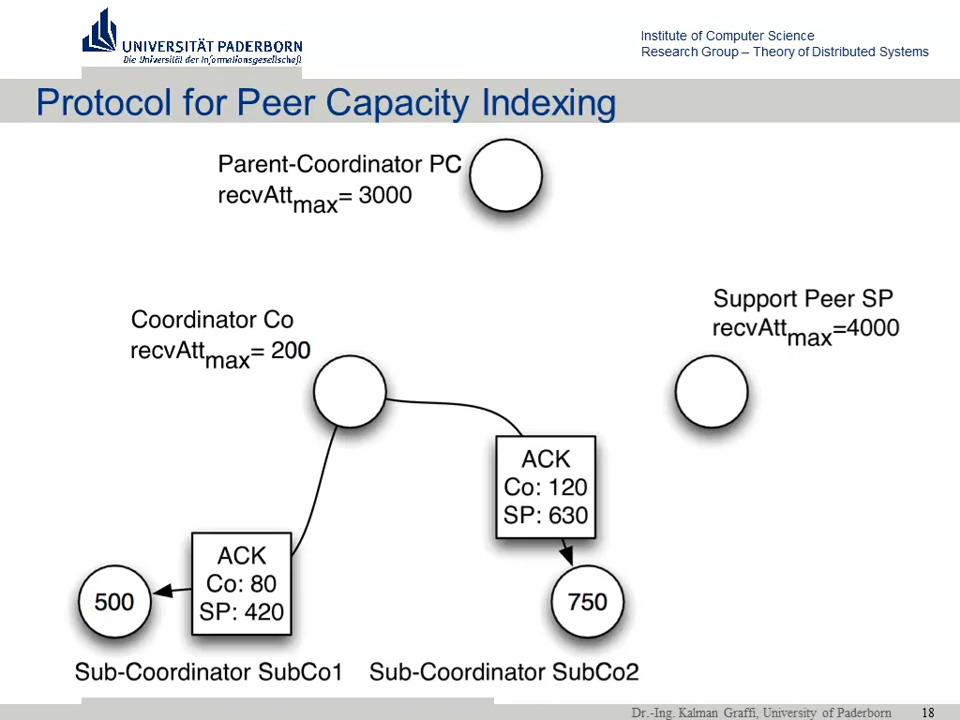 UNIVERSITÄT PADERBORN
Die Universität der Informationsgesellschaft
Institute of Computer Science
Research Group – Theory of Distributed Systems
Protocol for Peer Capacity Indexing
Parent-Coordinator PC
recvAttmax= 3000
Support Peer SP
recvAttmax=4000
Coordinator Co
recvAttmax= 200
ACK
Co: 120
SP: 630
ACK
Co: 80
SP: 420
500
750
Sub-Coordinator SubCo1
Sub-Coordinator SubCo2
Dr.-Ing. Kalman Graffi, University of Paderborn
18